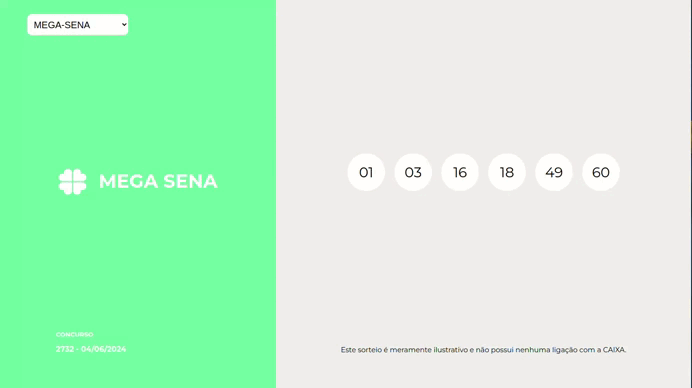 MEGA-SENA
MEGA SENA
01 03 16 18 49 60
CONCURSO
2732 - 04/06/2024
Este sorteio é meramente ilustrativo e não possui nenhuma ligação com a CAIXA.